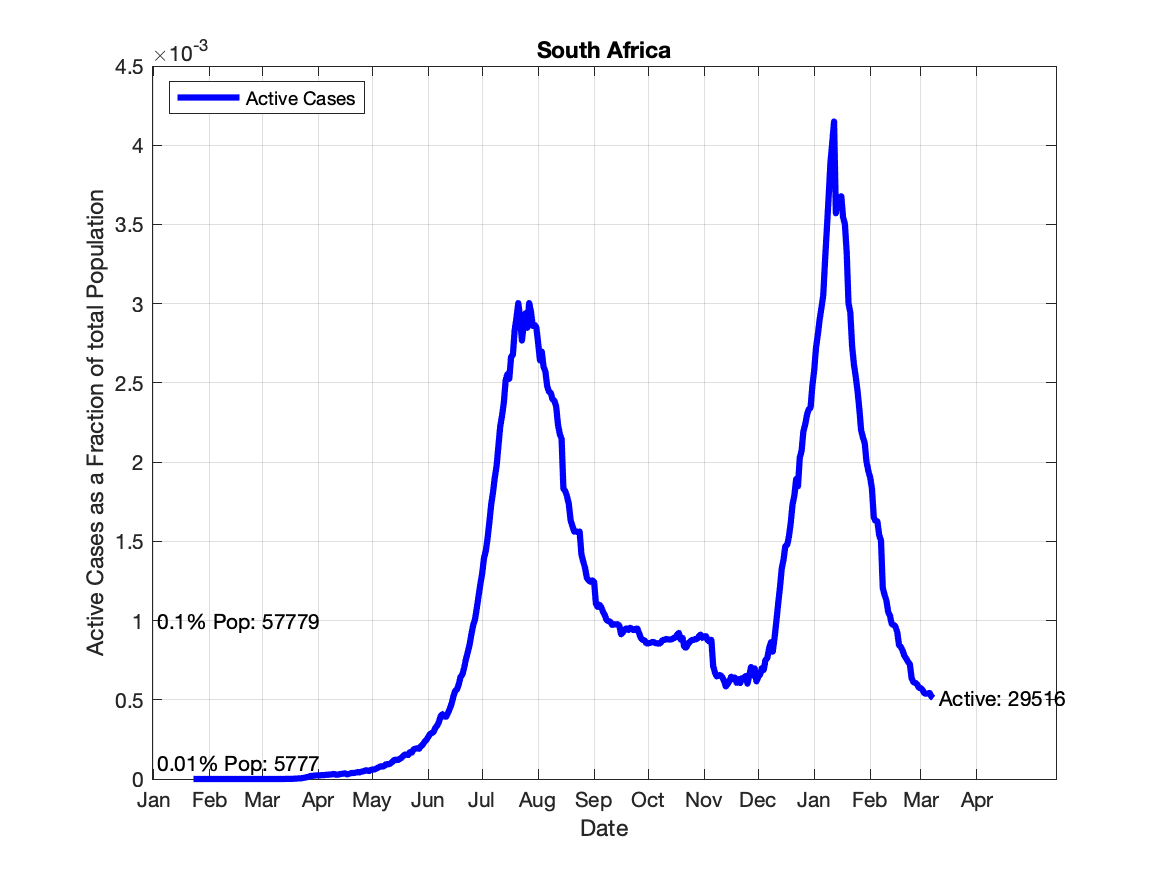 South Africa
×10-3
Active Cases
4.5
4
3.5
3
2.5
2
1.5
1
0.5
0
Active Cases as a Fraction of total Population
0.1% Pop: 57779
0.01% Pop: 5777
Active: 29516
Jan Feb Mar Apr May Jun Jul Aug Sep Oct Nov Dec Jan Feb Mar Apr
Date